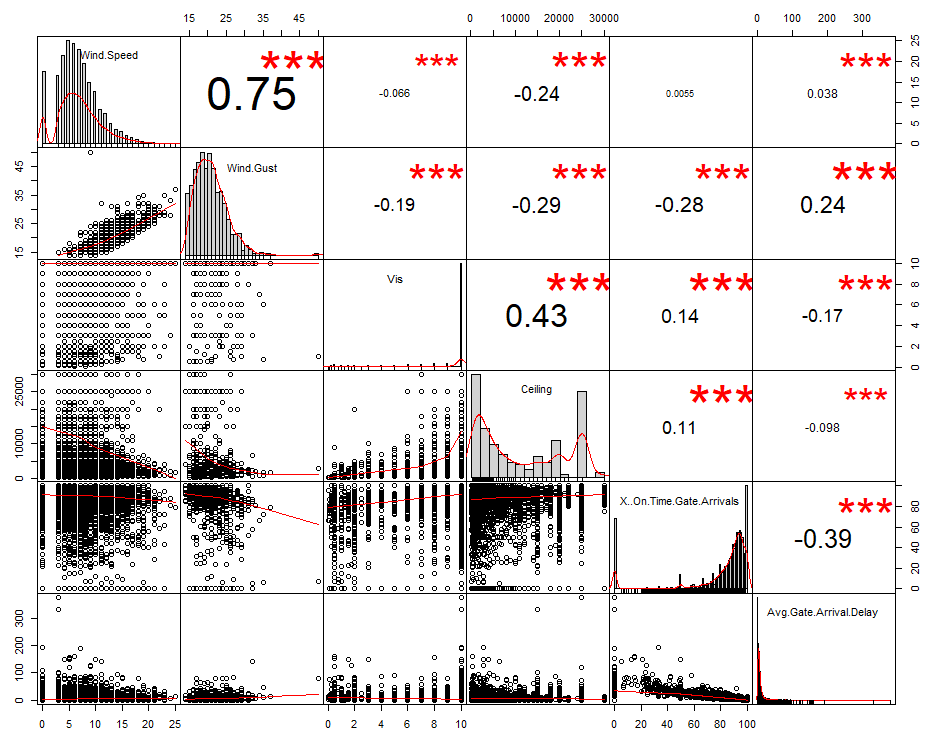 15 25 35 45 0 10000 20000 30000 0 100 300
Wind.Speed
0.75 ***
-0.066 ***
-0.24 ***
0.0055
0.038 ***
0 5 10 15 20 25
15 25 35 45
Wind.Gust
-0.19 ***
-0.29 ***
-0.28 ***
0.24 ***
Vis
0.43 ***
0.14 ***
-0.17 ***
0 2 4 6 8 10
0 10000 25000
Ceiling
0.11 ***
-0.098 ***
X..On.Time.Gate.Arrivals
-0.39 ***
0 20 40 60 80
0 100 200 300
Avg.Gate.Arrival.Delay
0 5 10 15 20 25 0 2 4 6 8 10 0 20 40 60 80 100